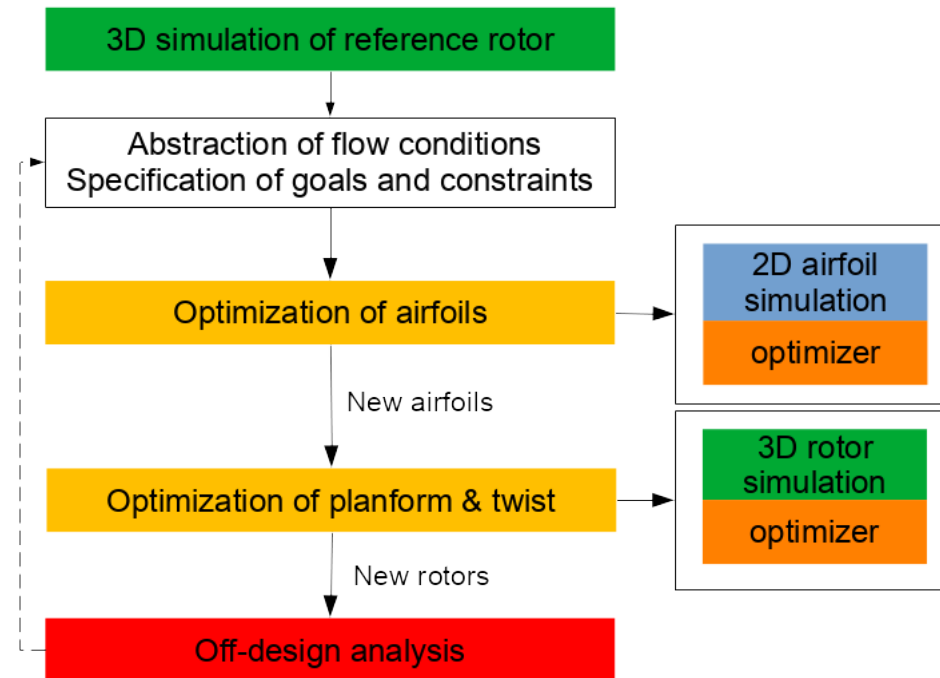 3D simulation of reference rotor
Abstraction of flow conditions
Specification of goals and constraints
Optimization of airfoils
2D airfoil
simulation
optimizer
New airfoils
Optimization of planform & twist
3D rotor
simulation
optimizer
New rotors
Off-design analysis